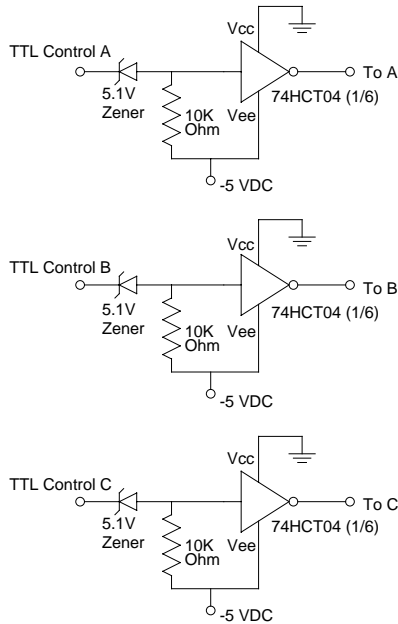 Vcc
TTL Control A
To A
5.1V
Zener
10K
Ohm
Vee
74HCT04 (1/6)
-5 VDC
Vcc
TTL Control B
To B
5.1V
Zener
10K
Ohm
Vee
74HCT04 (1/6)
-5 VDC
Vcc
TTL Control C
To C
5.1V
Zener
10K
Ohm
Vee
74HCT04 (1/6)
-5 VDC